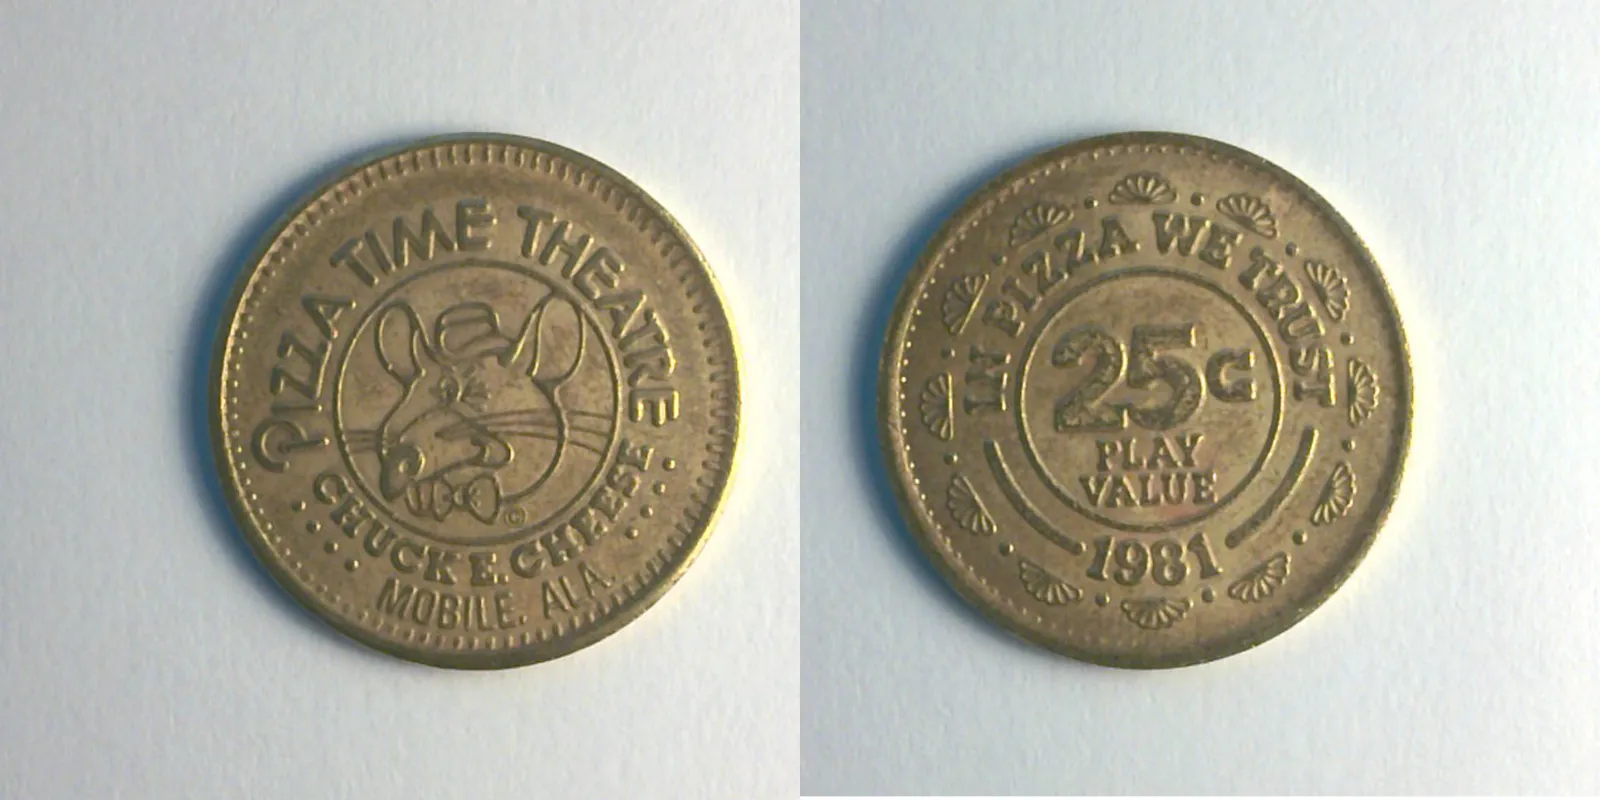 PIZZA TIME THEATRE
©
CHUCK E. CHEESE
MOBILE, ALA.
IN PIZZA WE TRUST
25¢
PLAY
VALUE
1981